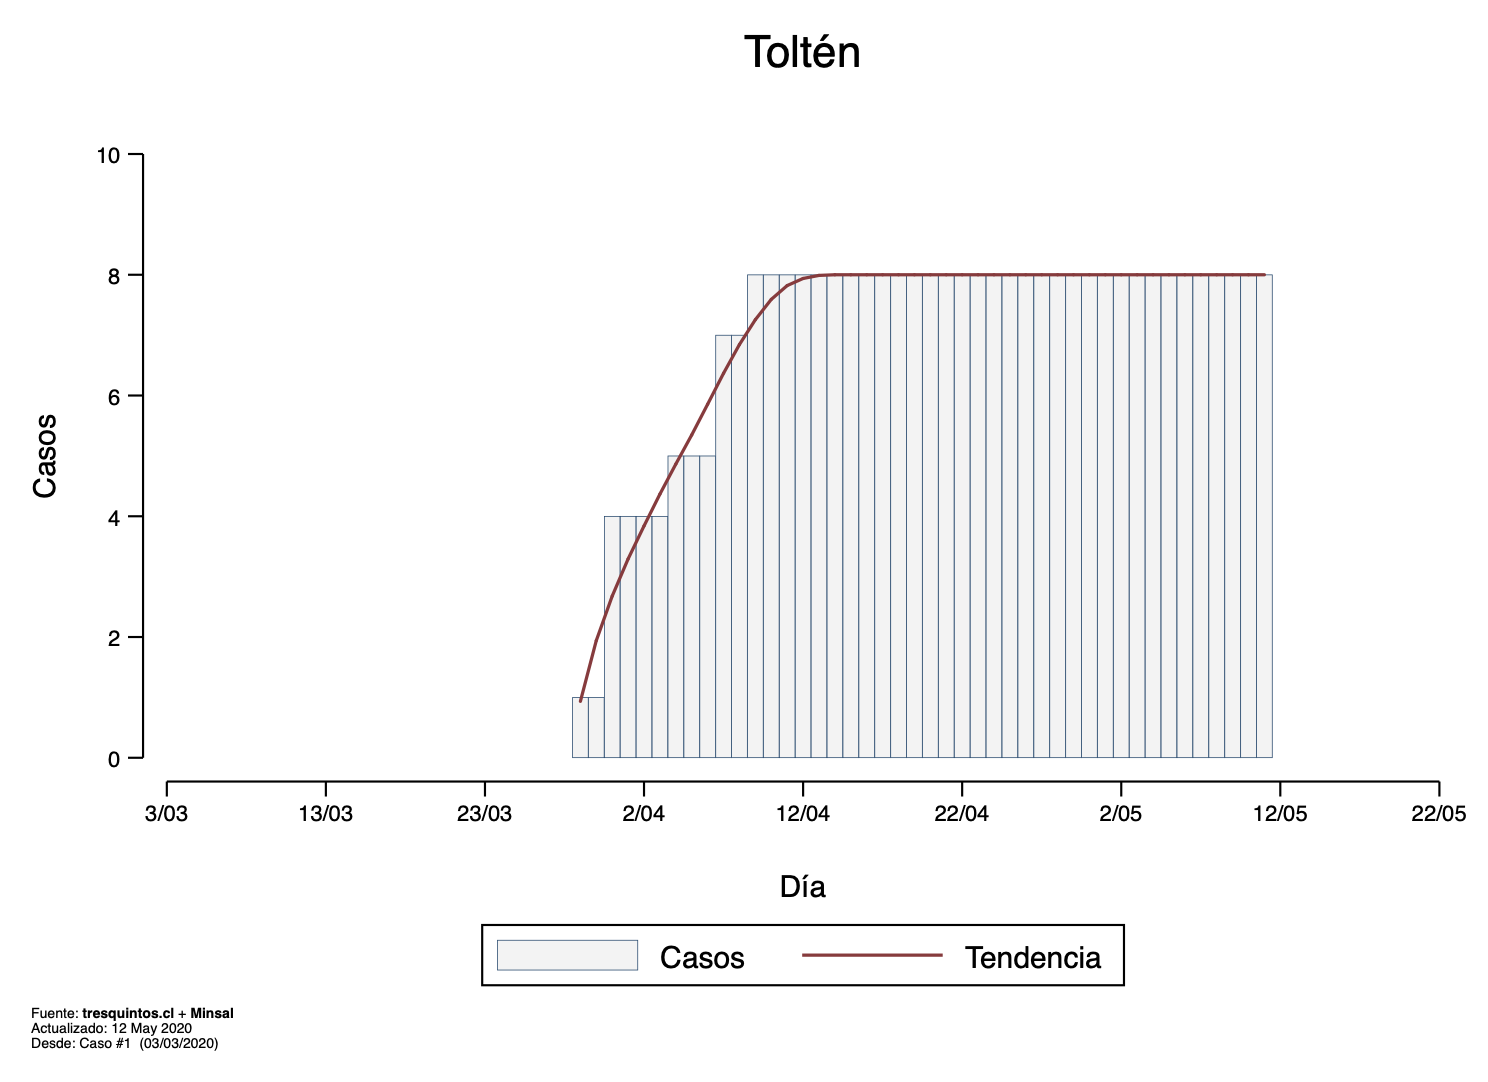 Toltén
10
8
6
4
2
0
Casos
3/03 13/03 23/03 2/04 12/04 22/04 2/05 12/05 22/05
Día
Casos Tendencia
Fuente: tresquintos.cl + Minsal
Actualizado: 12 May 2020
Desde: Caso #1 (03/03/2020)